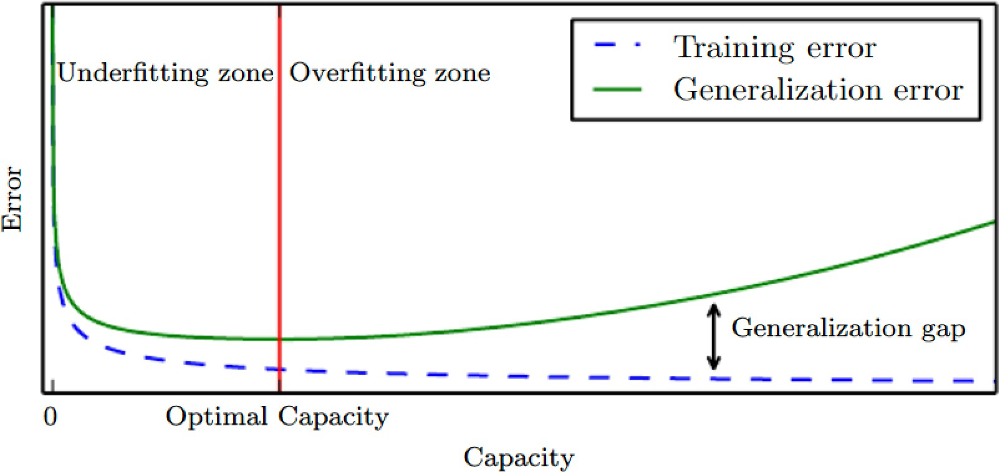 Underfitting zone
Overfitting zone
Training error
Generalization error
Error
Generalization gap
0
Optimal Capacity
Capacity